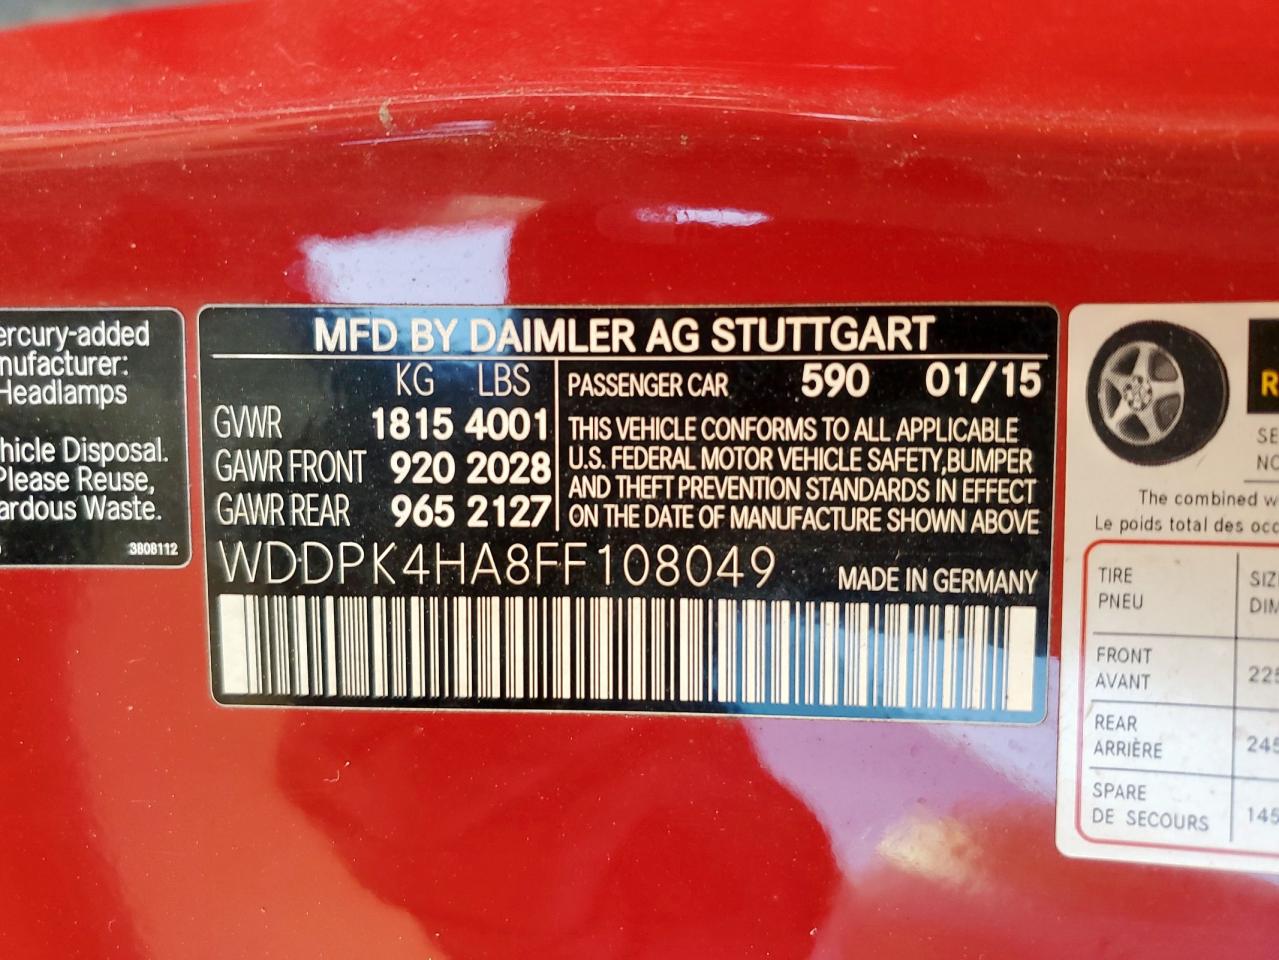 ercury-added
nufacturer:
Headlamps
hicle Disposal.
Please Reuse,
ardous Waste.
3808112
MFD BY DAIMLER AG STUTTGART
KG LBS
GVWR 1815 4001
GAWR FRONT 920 2028
GAWR REAR 965 2127
PASSENGER CAR 590 01/15
THIS VEHICLE CONFORMS TO ALL APPLICABLE
U.S. FEDERAL MOTOR VEHICLE SAFETY,BUMPER
AND THEFT PREVENTION STANDARDS IN EFFECT
ON THE DATE OF MANUFACTURE SHOWN ABOVE
WDDPK4HA8FF108049
MADE IN GERMANY
R
SE
NO
The combined w
Le poids total des occ
TIRE SIZ
PNEU DIM
FRONT
AVANT 225
REAR
ARRIÈRE 245
SPARE
DE SECOURS 145